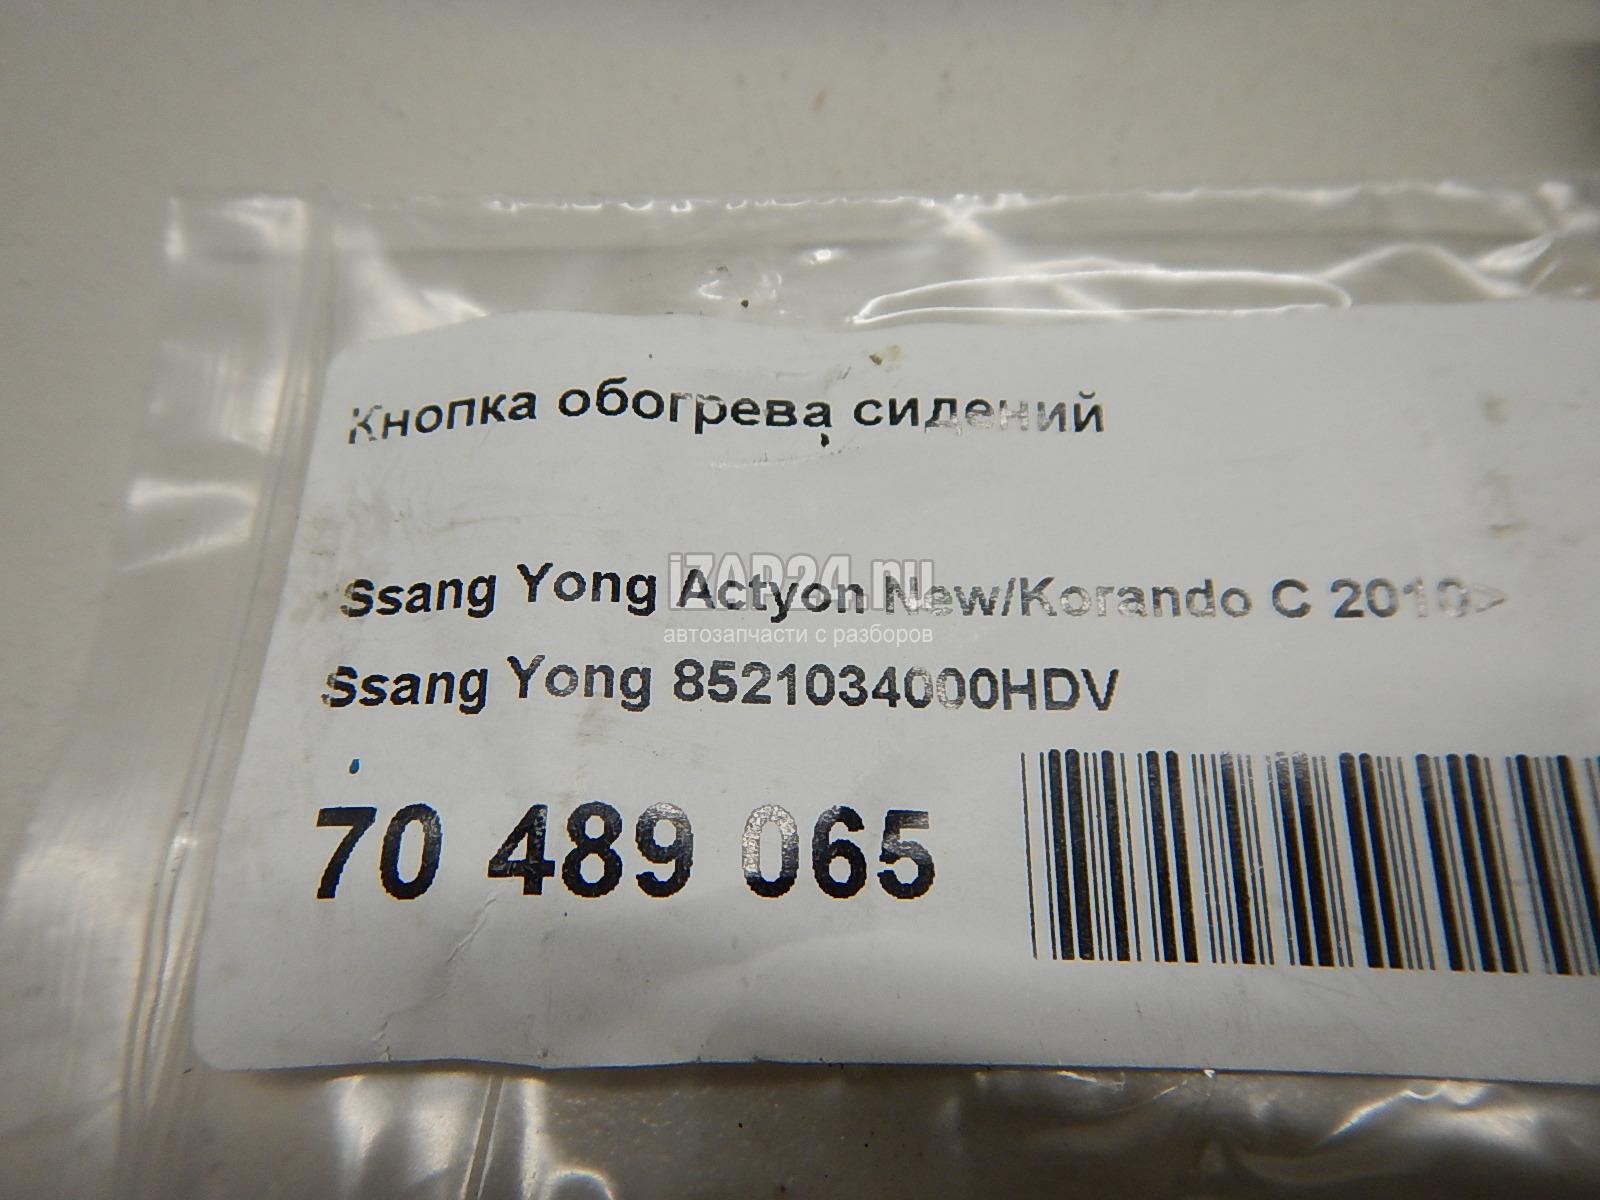 Кнопка обогрева сидений
Ssang Yong Actyon New/Korando C 2010>
iZAP24.ru
автозапчасти с разборов
Ssang Yong 8521034000HDV
70 489 065